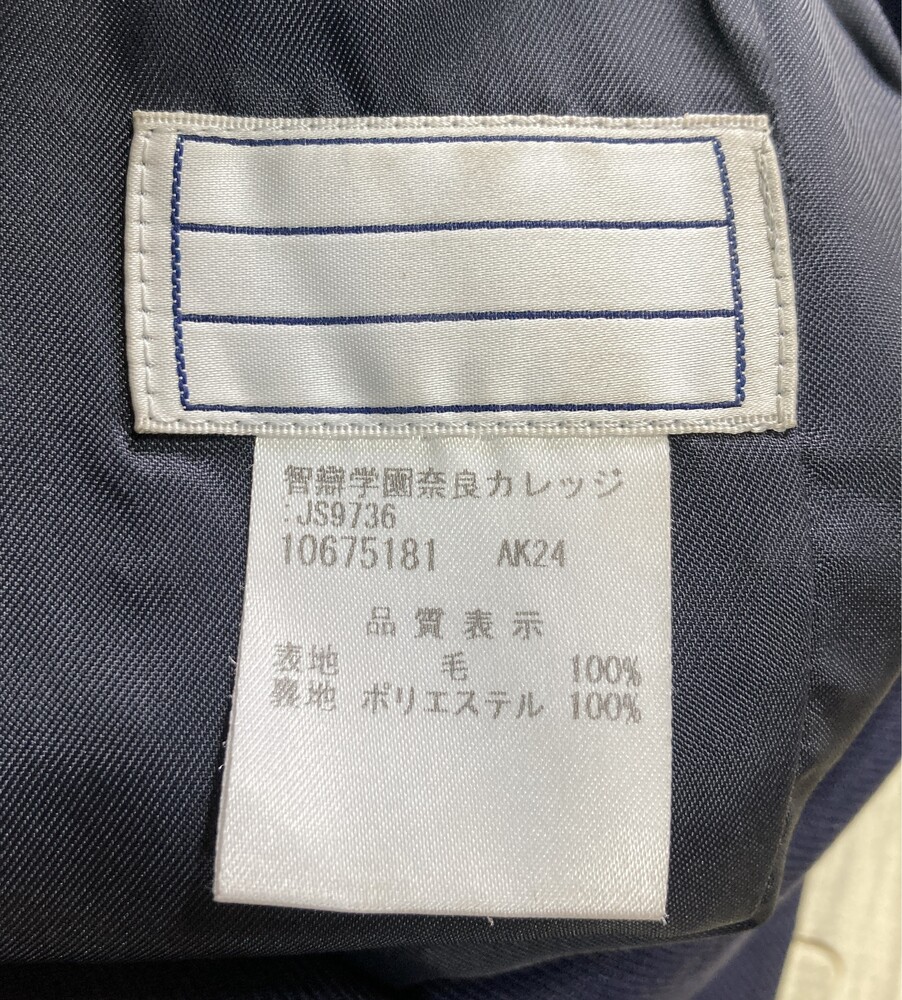 智辯学園奈良カレッジ
:JS9736
10675181 AK24
品質表示
表地 毛 100%
裏地 ポリエステル 100%